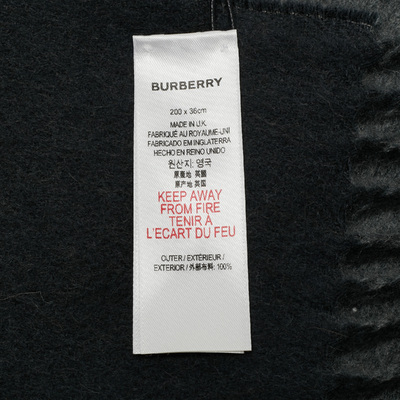 BURBERRY
200 x 36cm
MADE IN U.K.
FABRIQUÉ AU ROYAUME-UNI
FABRICADO EM INGLATERRA
HECHO EN REINO UNIDO
원산지: 영국
原產地 英國
原产地 英国
KEEP AWAY
FROM FIRE
TENIR À
L'ECART DU FEU
OUTER / EXTÉRIEUR /
EXTERIOR / 外部布料: 100%